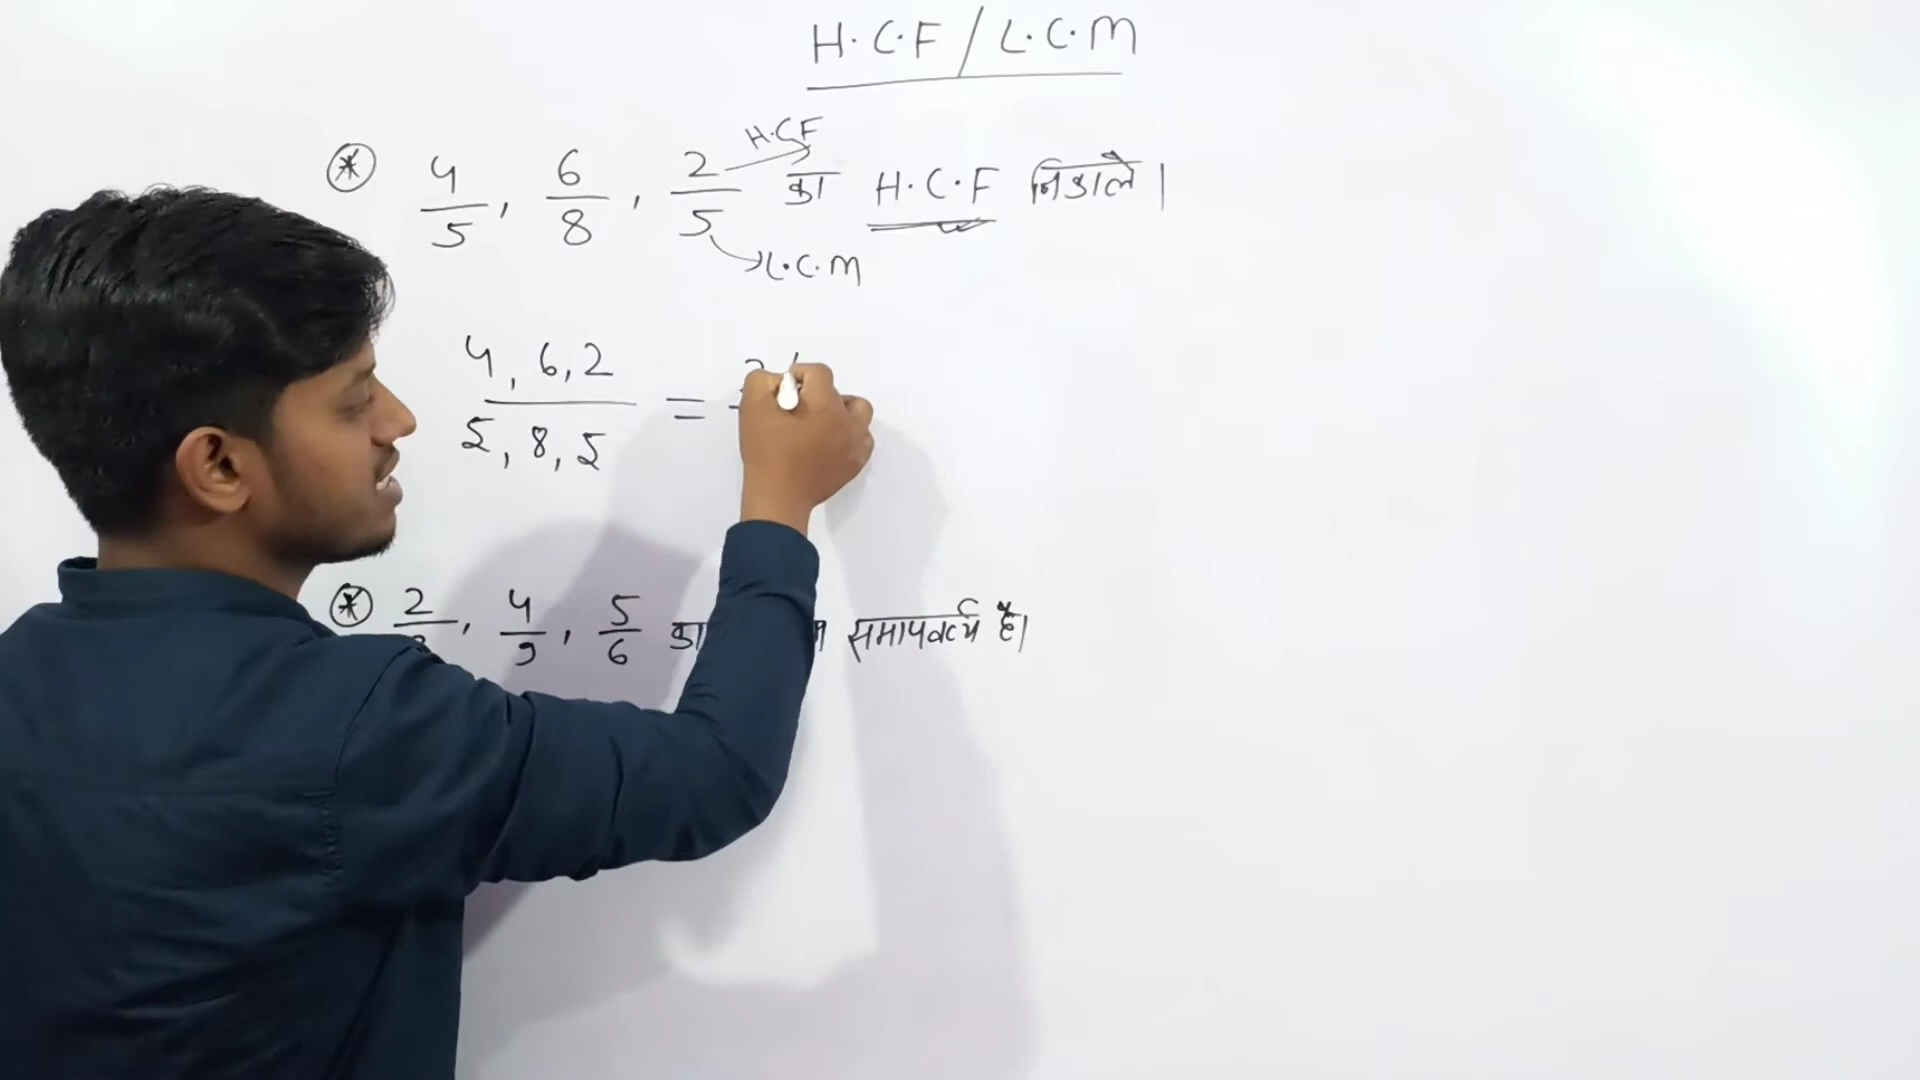 H.C.F / L.C.M
H.C.F
* 4/5, 6/8, 2/5 का H.C.F निकाले।
L.C.M
4, 6, 2 / 5, 8, 5 =
* 2/, 4/9, 5/6 का समापवर्त्य है।